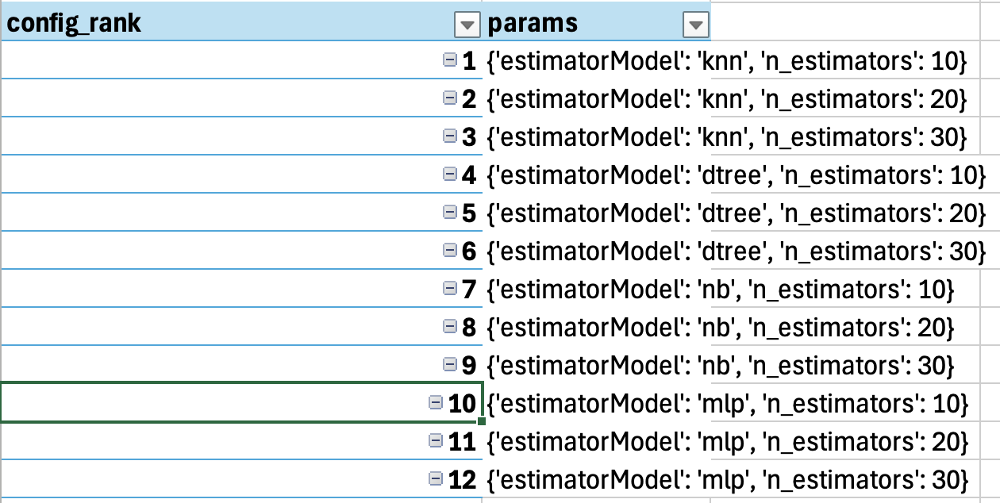 config_rank params
1 {'estimatorModel': 'knn', 'n_estimators': 10}
2 {'estimatorModel': 'knn', 'n_estimators': 20}
3 {'estimatorModel': 'knn', 'n_estimators': 30}
4 {'estimatorModel': 'dtree', 'n_estimators': 10}
5 {'estimatorModel': 'dtree', 'n_estimators': 20}
6 {'estimatorModel': 'dtree', 'n_estimators': 30}
7 {'estimatorModel': 'nb', 'n_estimators': 10}
8 {'estimatorModel': 'nb', 'n_estimators': 20}
9 {'estimatorModel': 'nb', 'n_estimators': 30}
10 {'estimatorModel': 'mlp', 'n_estimators': 10}
11 {'estimatorModel': 'mlp', 'n_estimators': 20}
12 {'estimatorModel': 'mlp', 'n_estimators': 30}